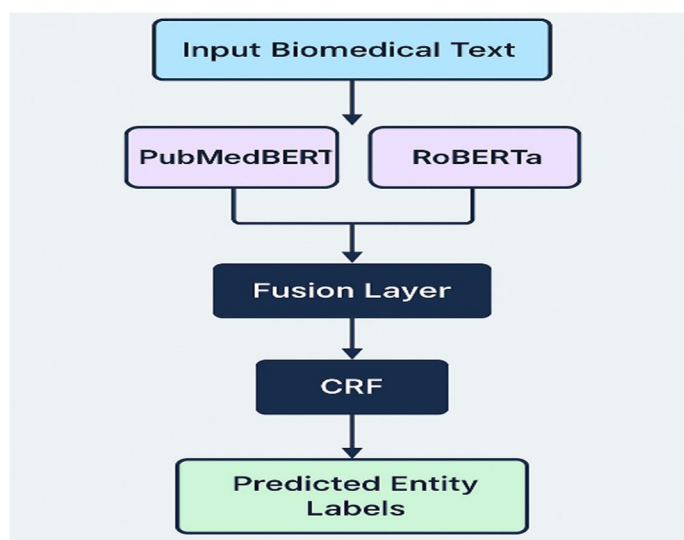 Input Biomedical Text
PubMedBERT
RoBERTa
Fusion Layer
CRF
Predicted Entity
Labels